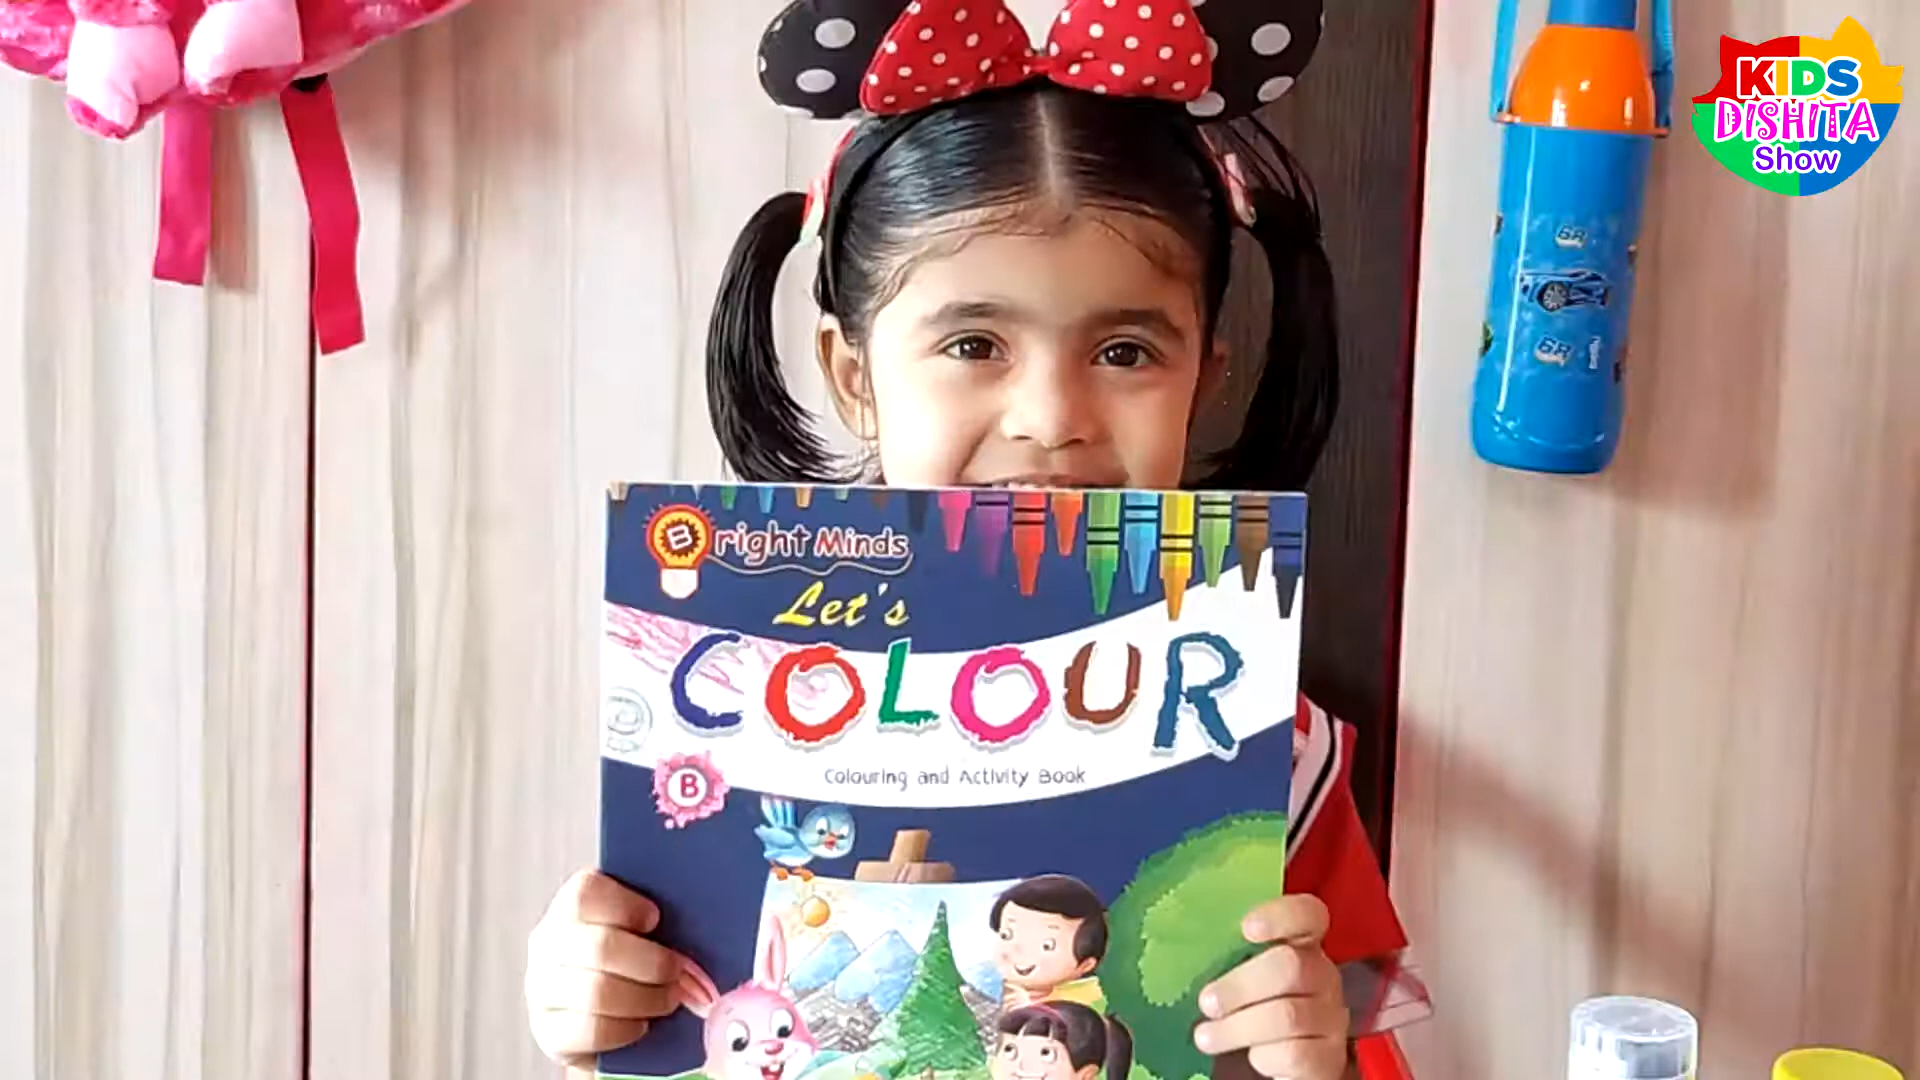 KIDS
DISHITA
Show
Bright Minds
Let's
COLOUR
Colouring and Activity Book
B